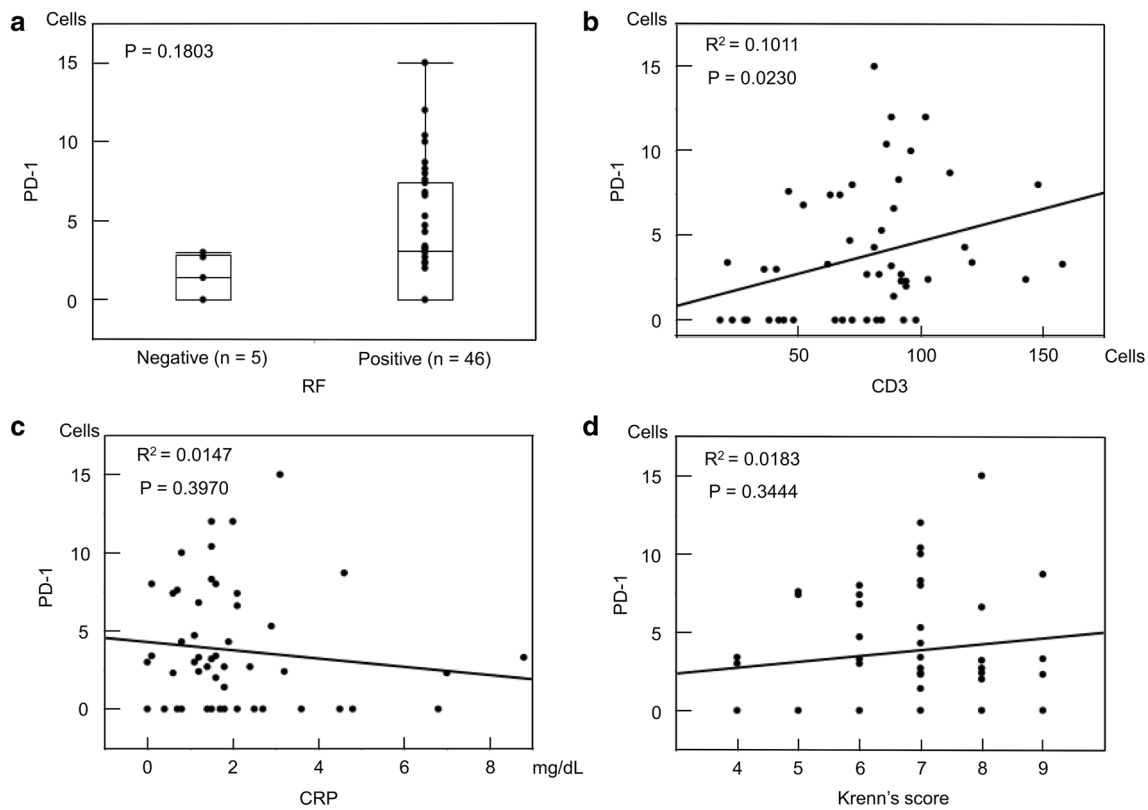 a
Cells
P = 0.1803
15
10
5
0
PD-1
Negative (n = 5)
Positive (n = 46)
RF
b
Cells
R² = 0.1011
P = 0.0230
15
10
5
0
PD-1
50
100
150
Cells
CD3
c
Cells
R² = 0.0147
P = 0.3970
15
10
5
0
PD-1
0
2
4
6
8
mg/dL
CRP
d
Cells
R² = 0.0183
P = 0.3444
15
10
5
0
PD-1
4
5
6
7
8
9
Krenn's score